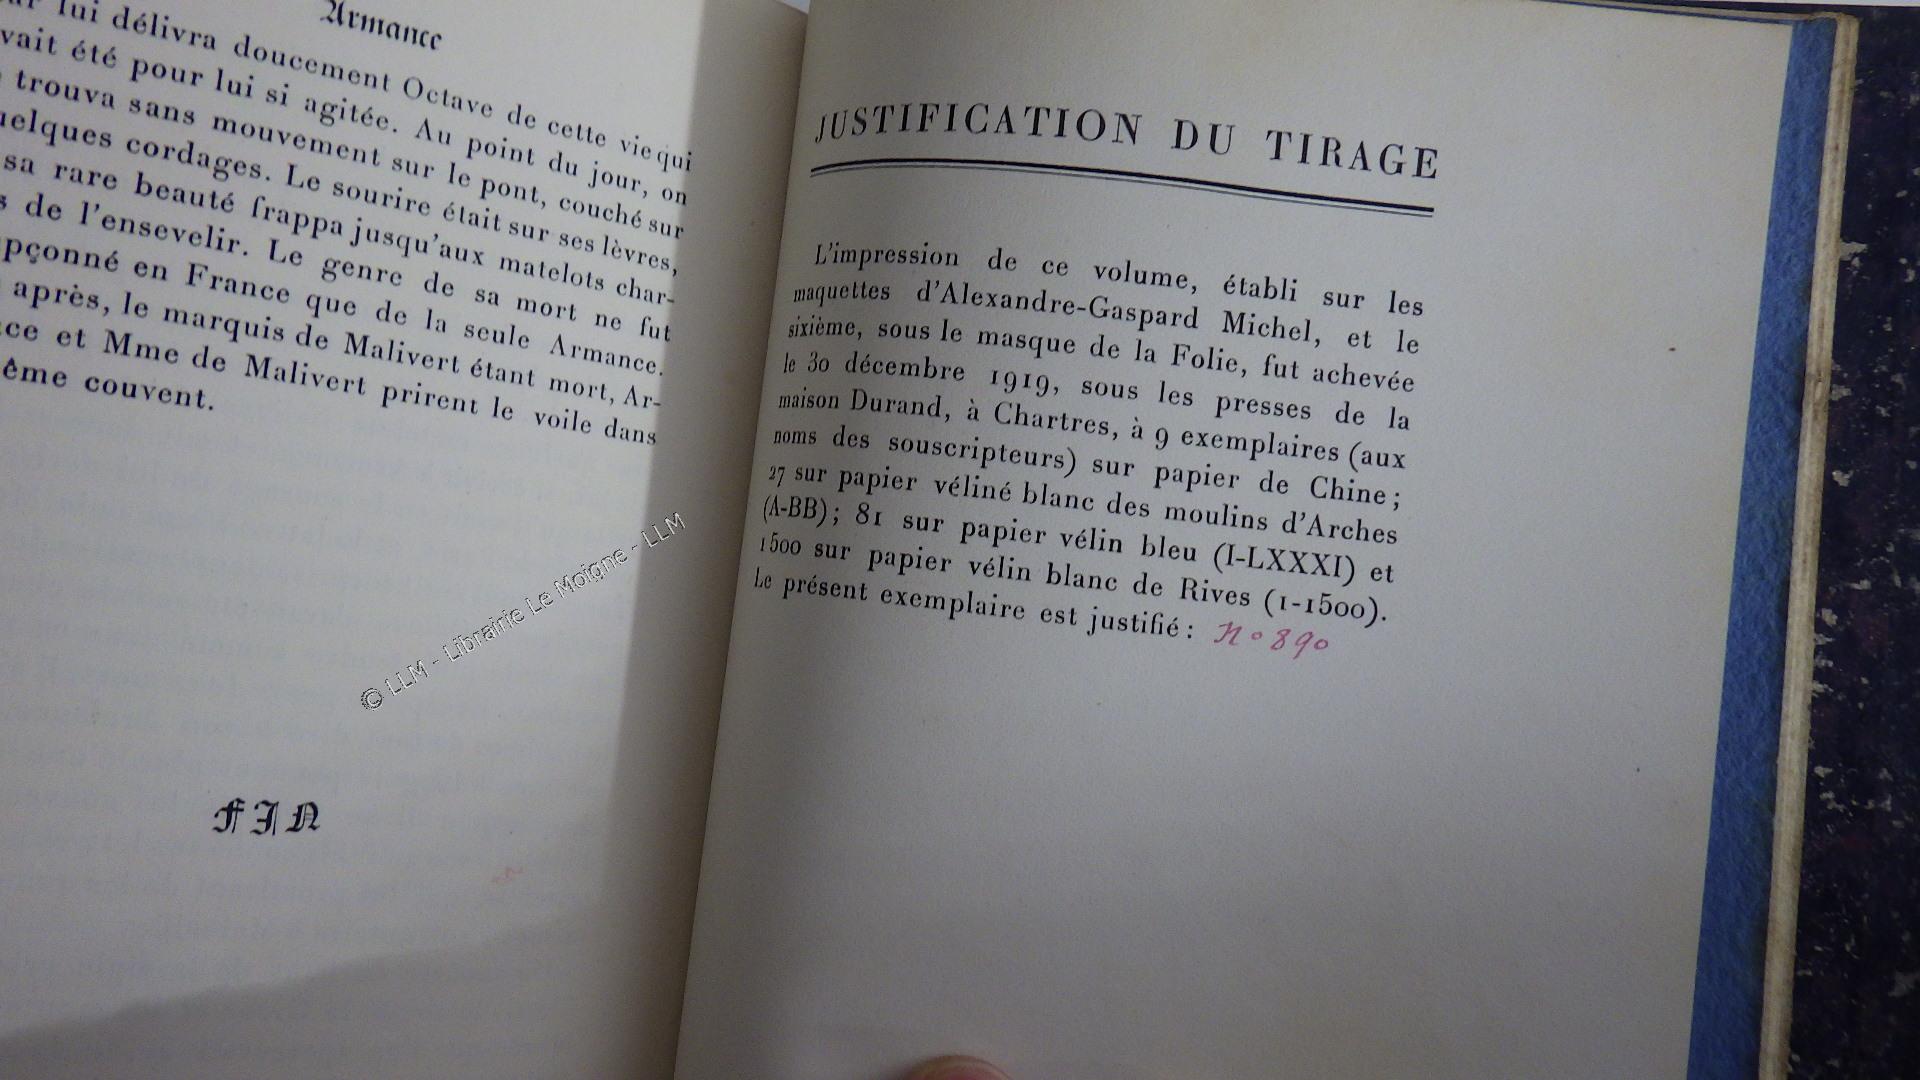 Armance
lui délivra doucement Octave de cette vie qui
vait été pour lui si agitée. Au point du jour, on
trouva sans mouvement sur le pont, couché sur
uelques cordages. Le sourire était sur ses lèvres,
sa rare beauté frappa jusqu'aux matelots char-
s de l'ensevelir. Le genre de sa mort ne fut
pçonné en France que de la seule Armance.
après, le marquis de Malivert étant mort, Ar-
ce et Mme de Malivert prirent le voile dans
ême couvent.
FIN
© LLM - Librairie Le Moigne - LLM
JUSTIFICATION DU TIRAGE
L'impression de ce volume, établi sur les
maquettes d'Alexandre-Gaspard Michel, et le
sixième, sous le masque de la Folie, fut achevée
le 30 décembre 1919, sous les presses de la
maison Durand, à Chartres, à 9 exemplaires (aux
noms des souscripteurs) sur papier de Chine ;
27 sur papier véliné blanc des moulins d'Arches
(A-BB) ; 81 sur papier vélin bleu (I-LXXXI) et
1500 sur papier vélin blanc de Rives (1-1500).
Le présent exemplaire est justifié : n° 890